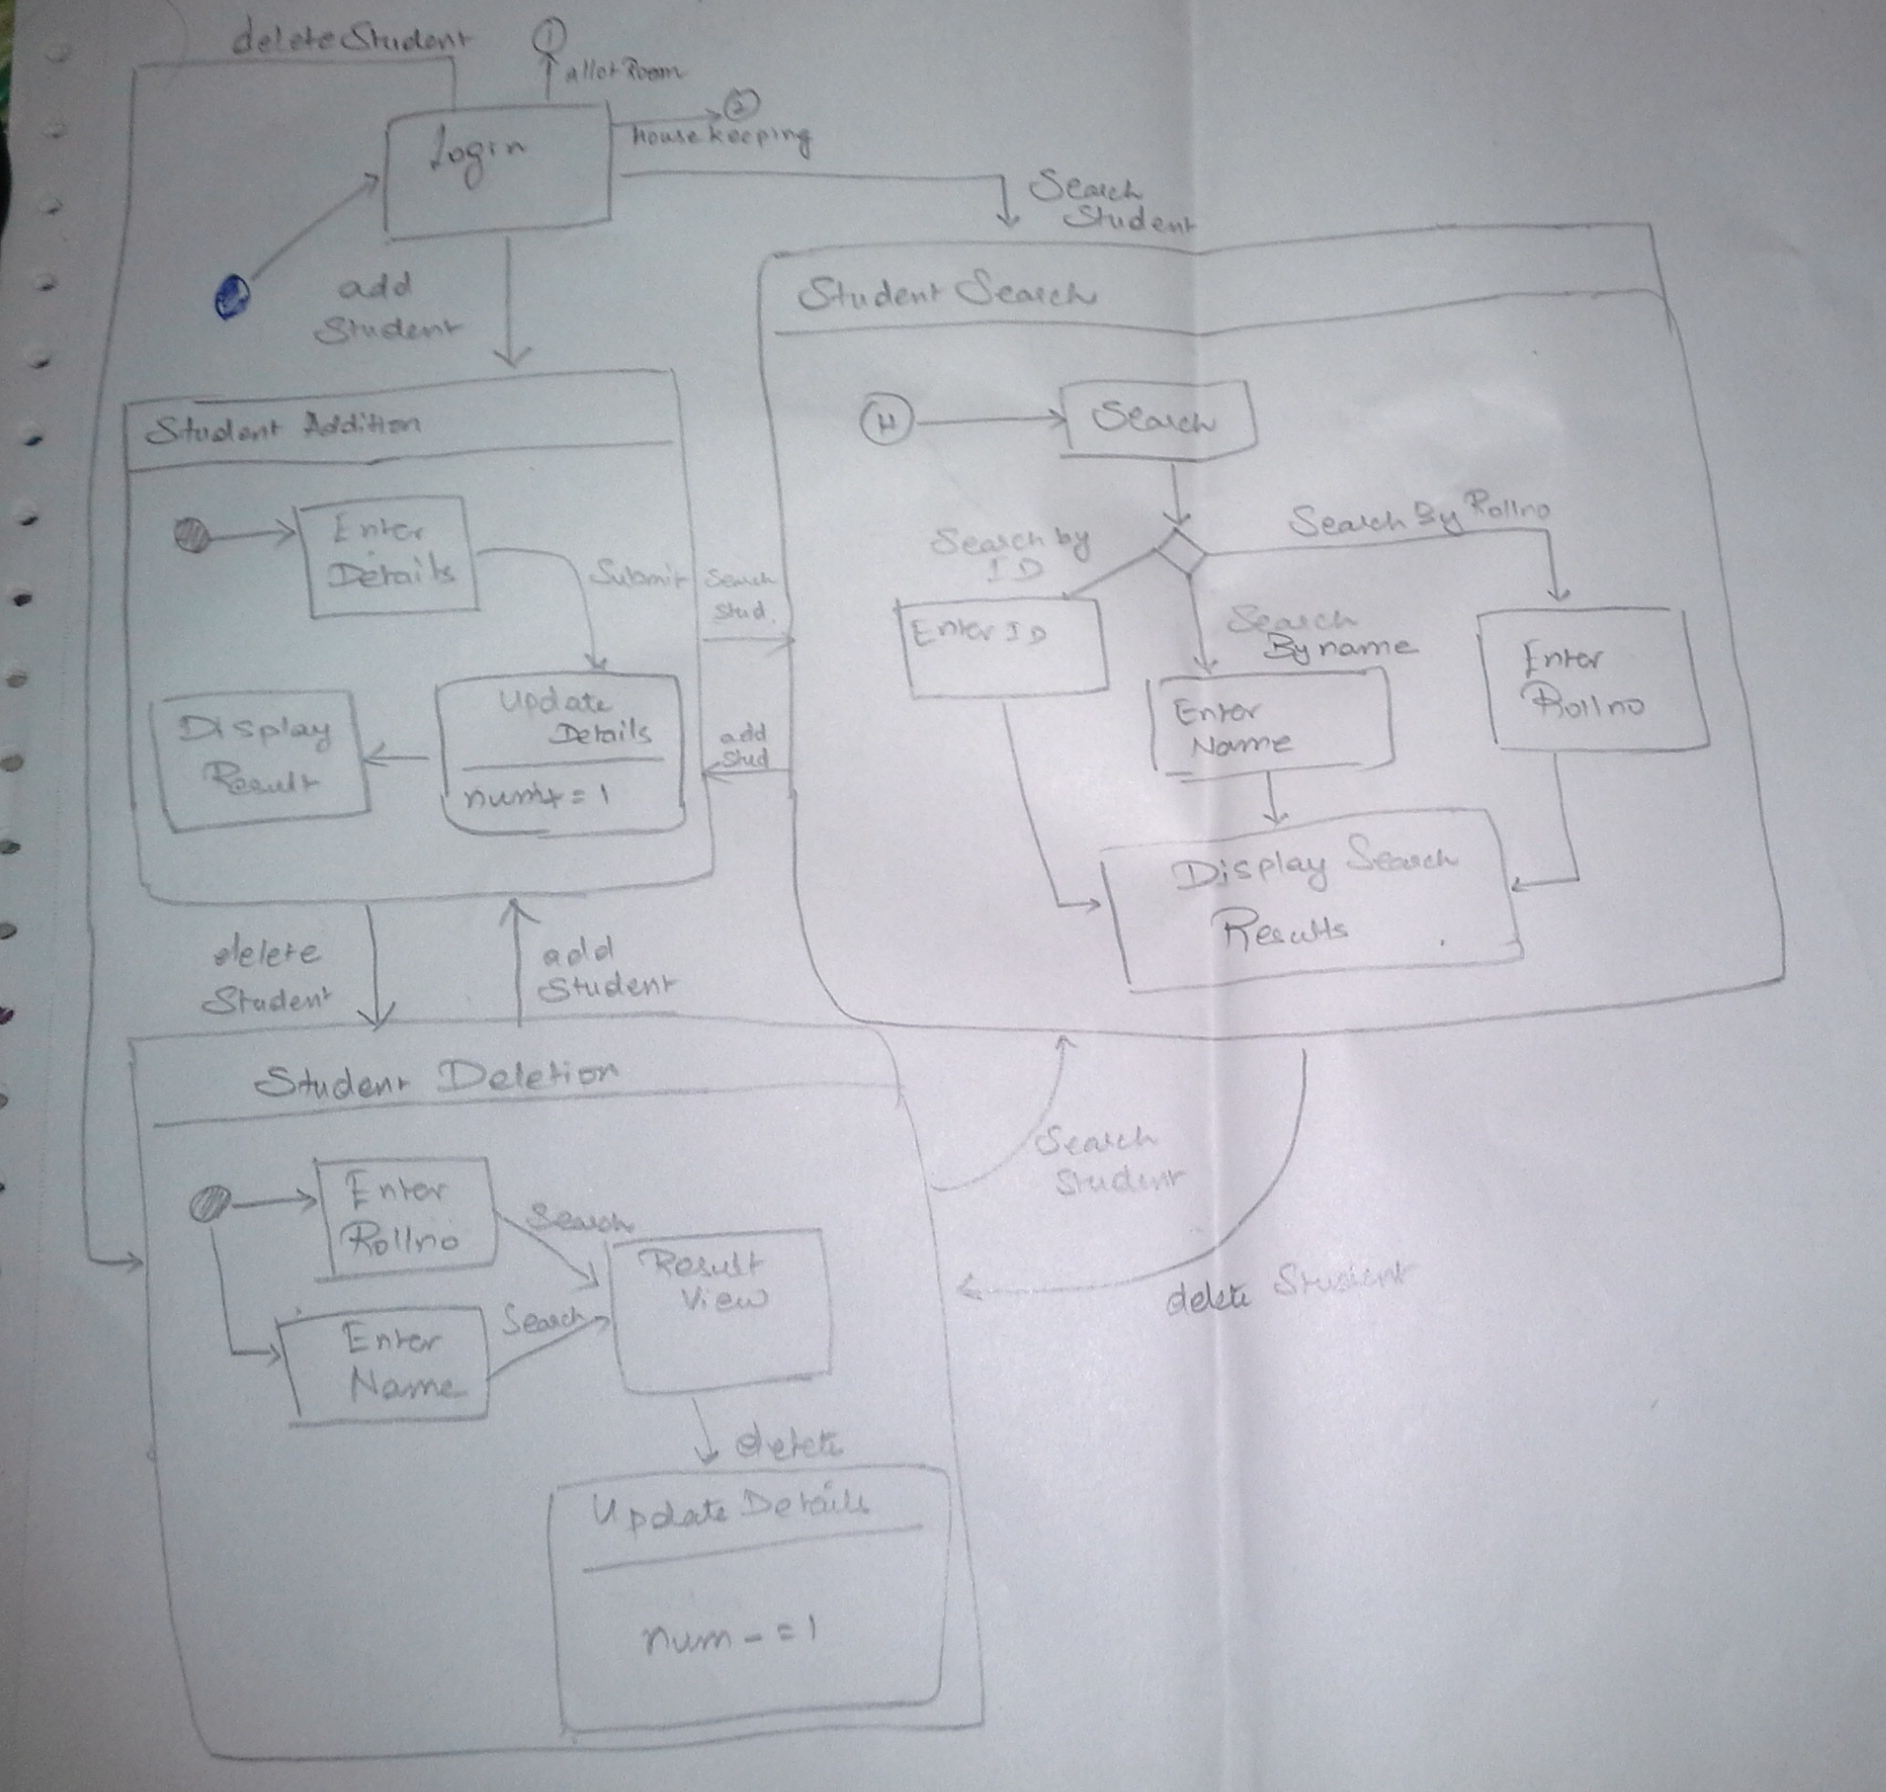 deleteStudent
1
allot Room
2
House keeping
Login
Search
Student
add
Student
Student Search
Student Addition
H
Search
Enter
Details
Submit
Search
Stud.
Search by
ID
Search By Rollno
Search
By name
Enter ID
Enter
Name
Enter
Rollno
Update
Details
num+=1
Display
Result
add
Stud
Display Search
Results
delete
Student
add
Student
Student Deletion
Search
Student
delete Student
Enter
Rollno
Search
Result
View
Enter
Name
Search
delete
Update Details
num-=1